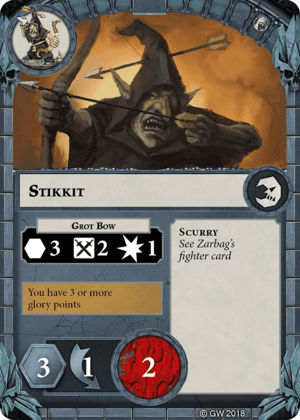 STIKKIT
GROT BOW
3 2 1
SCURRY
See Zarbag's
fighter card
You have 3 or more
glory points
3 1 2
© GW 2018